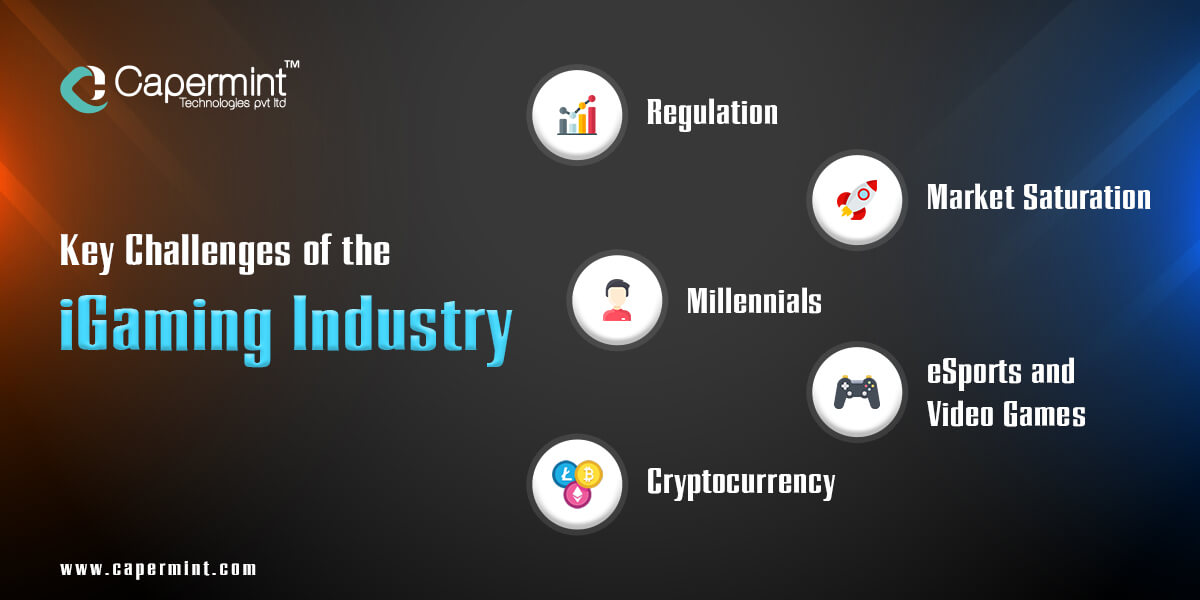 Capermint™
Technologies pvt ltd
Key Challenges of the
iGaming Industry
Regulation
Market Saturation
Millennials
eSports and
Video Games
Cryptocurrency
www.capermint.com